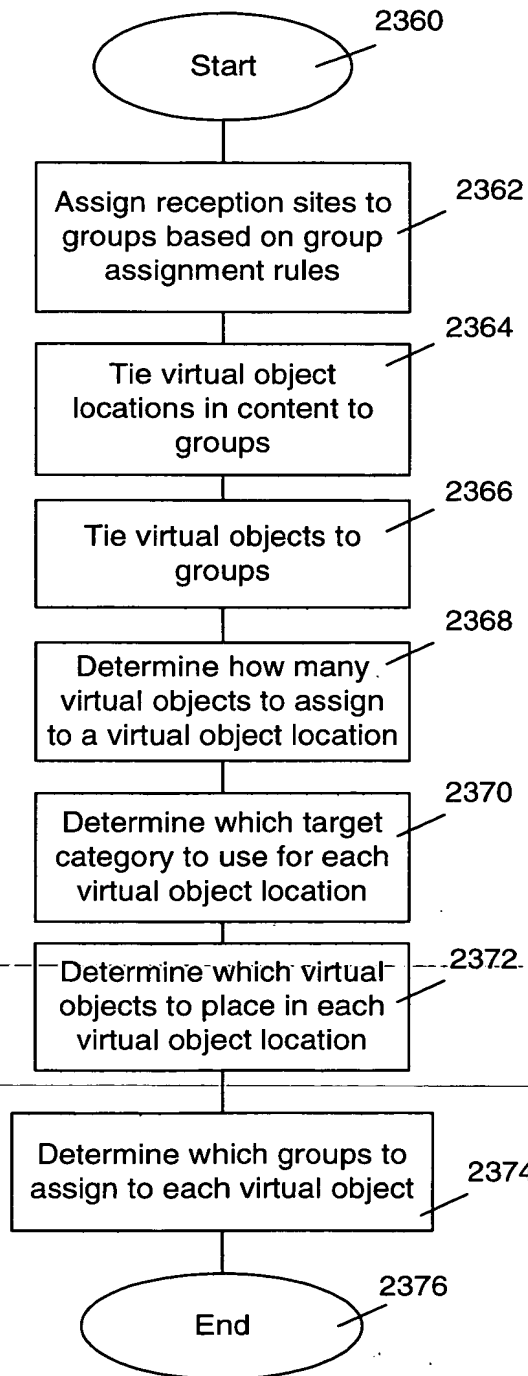 2360
Start
2362
Assign reception sites to
groups based on group
assignment rules
2364
Tie virtual object
locations in content to
groups
2366
Tie virtual objects to
groups
2368
Determine how many
virtual objects to assign
to a virtual object location
2370
Determine which target
category to use for each
virtual object location
2372
Determine which virtual
objects to place in each
virtual object location
Determine which groups to
assign to each virtual object
2374
2376
End